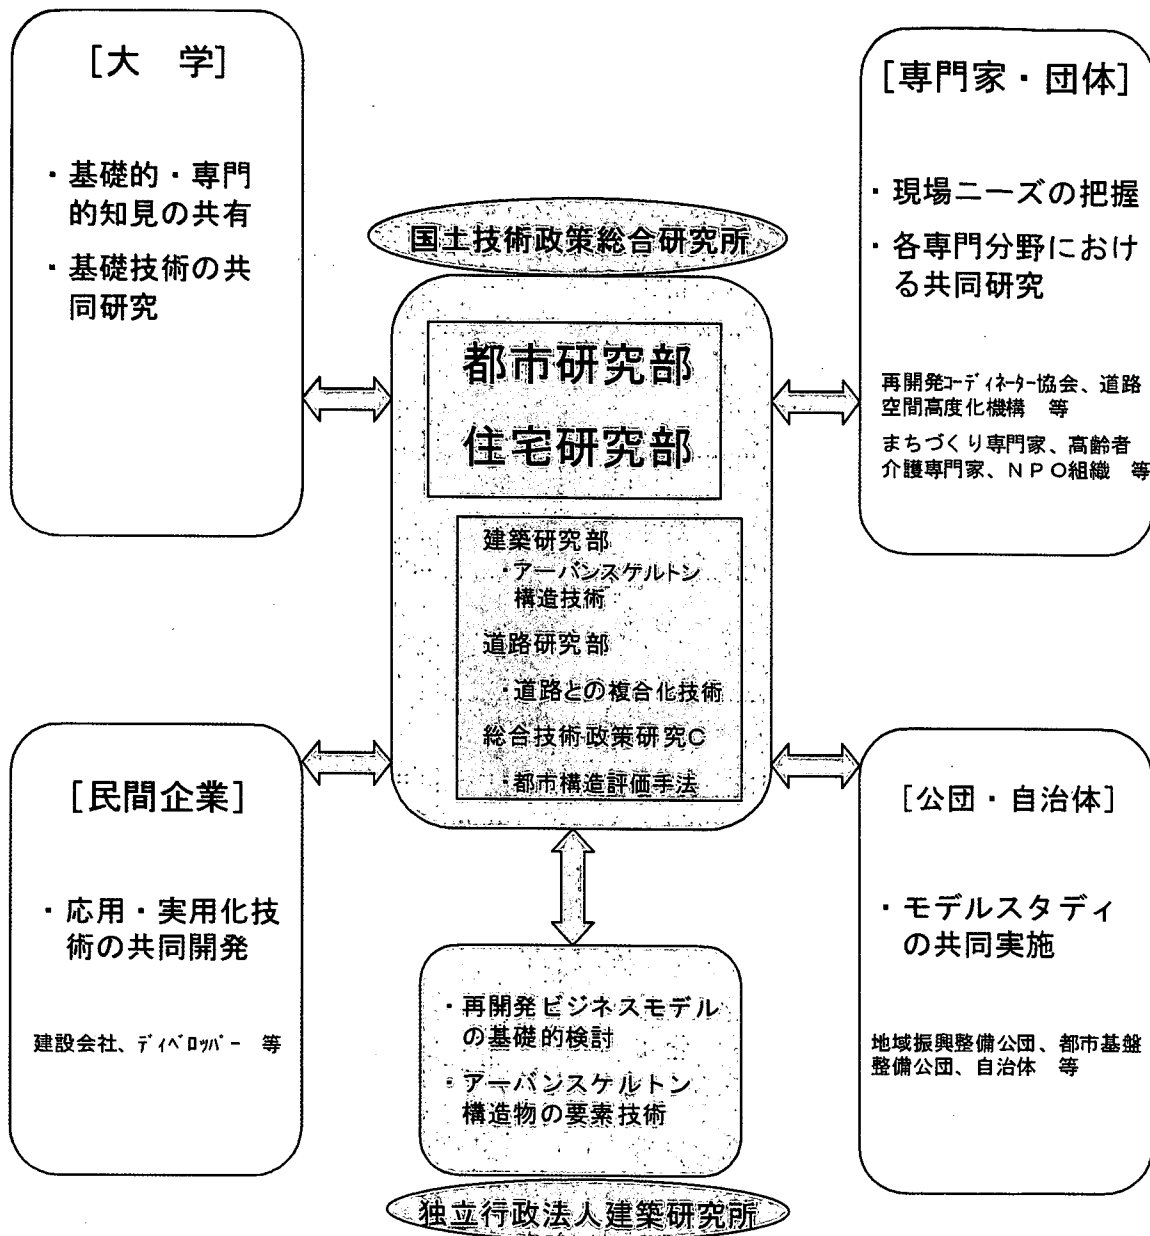 [大　学]
・基礎的・専門
的知見の共有
・基礎技術の共
同研究
[専門家・団体]
・現場ニーズの把握
・各専門分野におけ
る共同研究
再開発ｺｰﾃﾞｨﾈｰﾀｰ協会、道路
空間高度化機構　等
まちづくり専門家、高齢者
介護専門家、ＮＰＯ組織　等
国土技術政策総合研究所
都市研究部
住宅研究部
建築研究部
・アーバンスケルトン
構造技術
道路研究部
・道路との複合化技術
総合技術政策研究C
・都市構造評価手法
[民間企業]
・応用・実用化技
術の共同開発
建設会社、ﾃﾞｨﾍﾞﾛｯﾊﾟｰ　等
[公団・自治体]
・モデルスタディ
の共同実施
地域振興整備公団、都市基盤
整備公団、自治体　等
・再開発ビジネスモデル
の基礎的検討
・アーバンスケルトン
構造物の要素技術
独立行政法人建築研究所